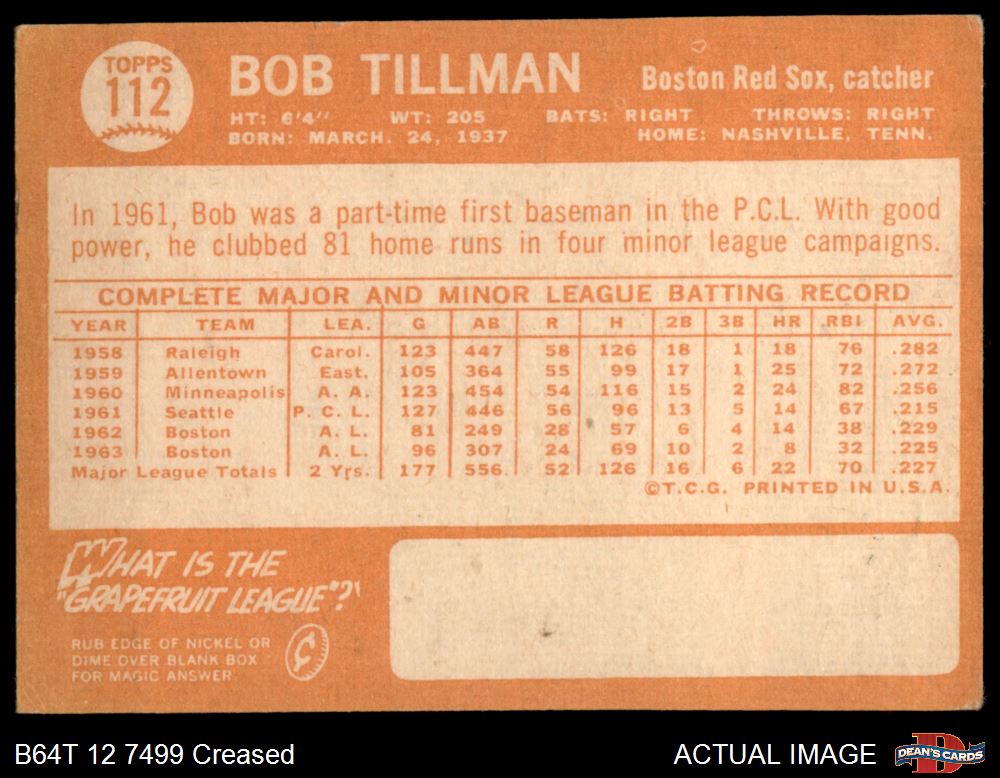 TOPPS
112
BOB TILLMAN
Boston Red Sox, catcher
HT: 6'4" WT: 205 BATS: RIGHT THROWS: RIGHT
BORN: MARCH. 24, 1937 HOME: NASHVILLE, TENN.
In 1961, Bob was a part-time first baseman in the P.C.L. With good
power, he clubbed 81 home runs in four minor league campaigns.
COMPLETE MAJOR AND MINOR LEAGUE BATTING RECORD
YEAR TEAM LEA. G AB R H 2B 3B HR RBI AVG.
1958 Raleigh Carol. 123 447 58 126 18 1 18 76 .282
1959 Allentown East. 105 364 55 99 17 1 25 72 .272
1960 Minneapolis A. A. 123 454 54 116 15 2 24 82 .256
1961 Seattle P. C. L. 127 446 56 96 13 5 14 67 .215
1962 Boston A. L. 81 249 28 57 6 4 14 38 .229
1963 Boston A. L. 96 307 24 69 10 2 8 32 .225
Major League Totals 2 Yrs. 177 556 52 126 16 6 22 70 .227
©T.C.G. PRINTED IN U.S.A.
WHAT IS THE
"GRAPEFRUIT LEAGUE"?
RUB EDGE OF NICKEL OR
DIME OVER BLANK BOX
FOR MAGIC ANSWER
¢
B64T 12 7499 Creased
ACTUAL IMAGE
DEAN'S CARDS